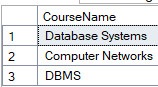 CourseName
1 Database Systems
2 Computer Networks
3 DBMS